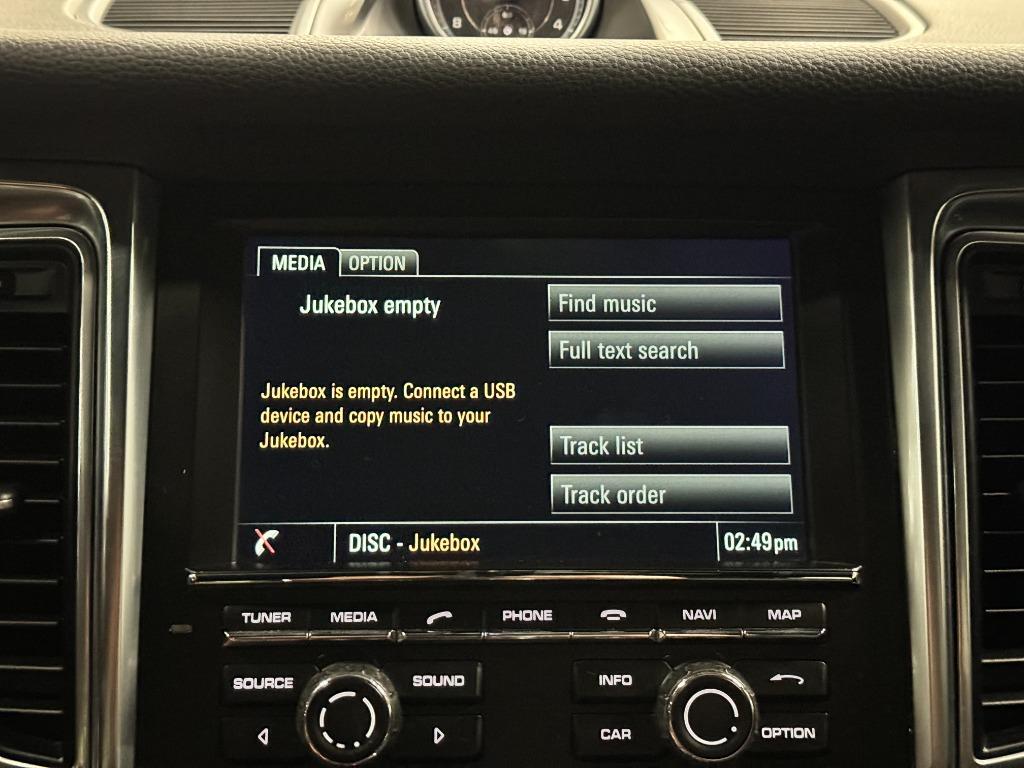 8 4
MEDIA OPTION
Jukebox empty
Find music
Full text search
Jukebox is empty. Connect a USB
device and copy music to your
Jukebox.
Track list
Track order
DISC - Jukebox 02:49pm
TUNER MEDIA PHONE NAVI MAP
SOURCE SOUND INFO
CAR OPTION